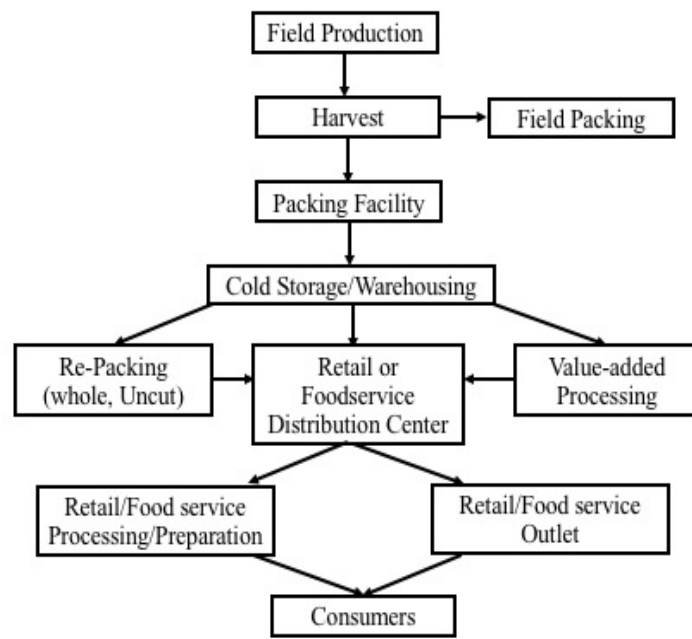 Field Production
Harvest
Field Packing
Packing Facility
Cold Storage/Warehousing
Re-Packing
(whole, Uncut)
Retail or
Foodservice
Distribution Center
Value-added
Processing
Retail/Food service
Processing/Preparation
Retail/Food service
Outlet
Consumers